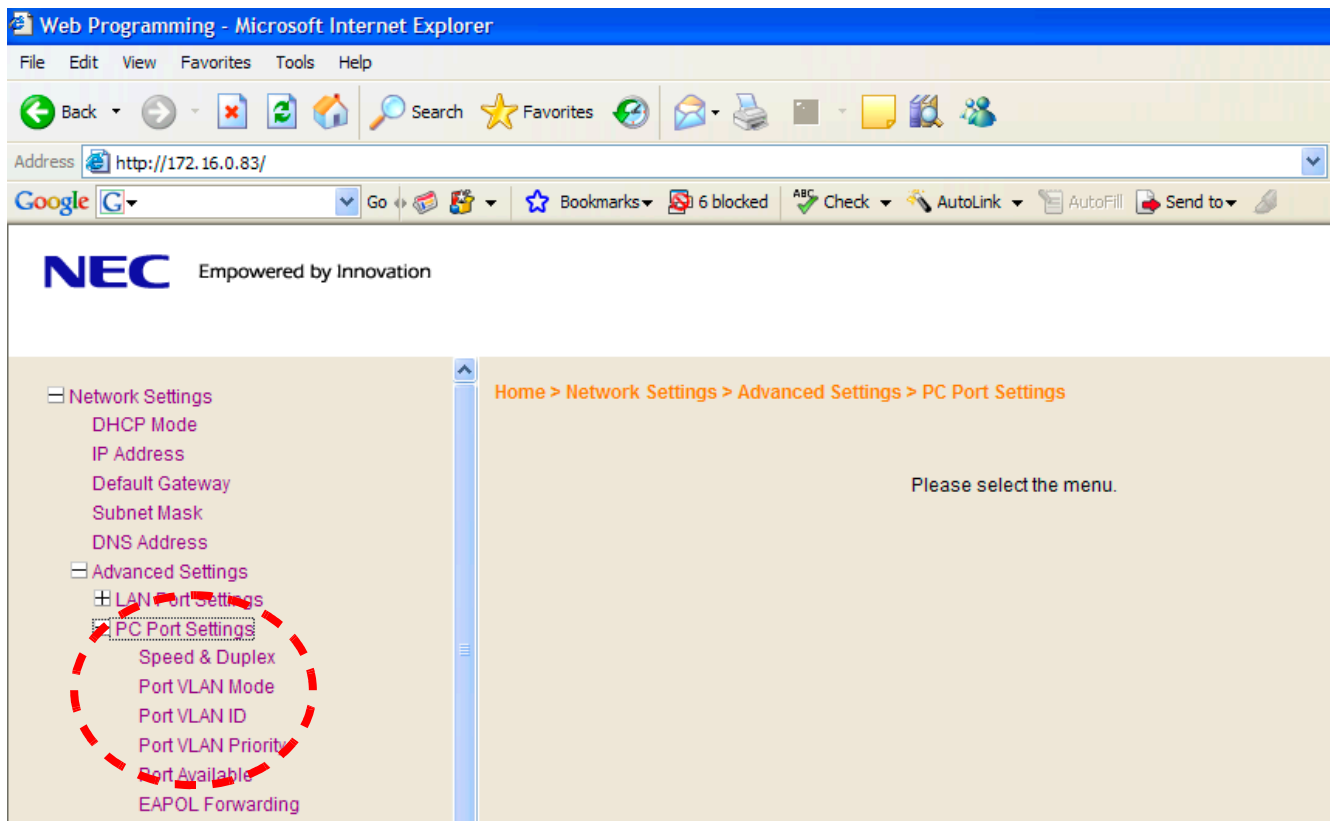 Web Programming - Microsoft Internet Explorer
File Edit View Favorites Tools Help
Back Search Favorites
Address http://172.16.0.83/
Google G Go Bookmarks 6 blocked ABC Check AutoLink AutoFill Send to
NEC Empowered by Innovation
Home > Network Settings > Advanced Settings > PC Port Settings
Please select the menu.
Network Settings
DHCP Mode
IP Address
Default Gateway
Subnet Mask
DNS Address
Advanced Settings
LAN Port Settings
PC Port Settings
Speed & Duplex
Port VLAN Mode
Port VLAN ID
Port VLAN Priority
Port Available
EAPOL Forwarding